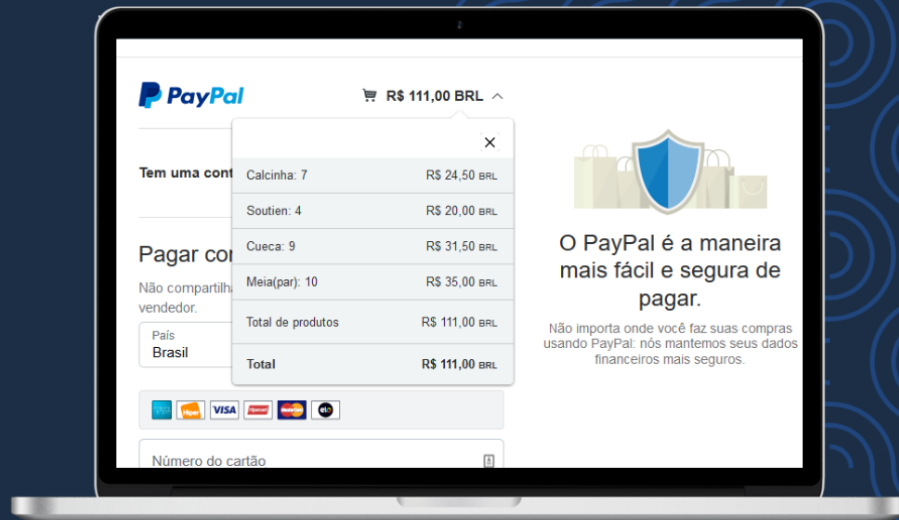 PayPal
R$ 111,00 BRL
Tem uma cont
Calcinha: 7 R$ 24,50 BRL
Soutien: 4 R$ 20,00 BRL
Cueca: 9 R$ 31,50 BRL
Meia(par): 10 R$ 35,00 BRL
Total de produtos R$ 111,00 BRL
Total R$ 111,00 BRL
Pagar co
Não compartilh
vendedor.
País
Brasil
VISA
elo
Número do cartão
O PayPal é a maneira
mais fácil e segura de
pagar.
Não importa onde você faz suas compras
usando PayPal: nós mantemos seus dados
financeiros mais seguros.